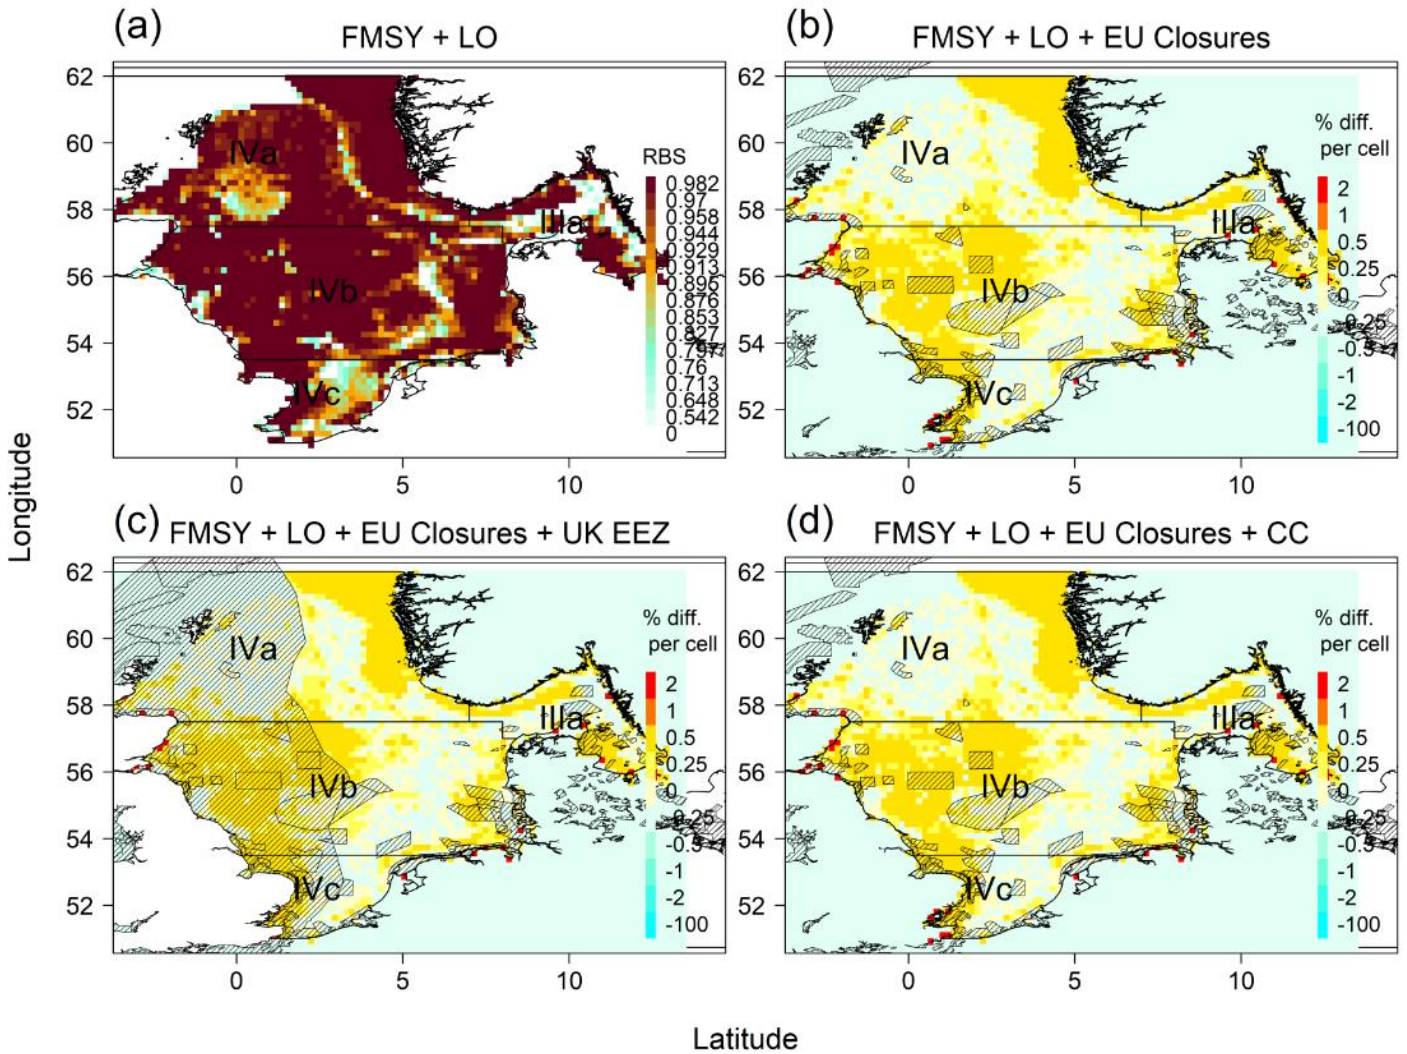 (a)
FMSY + LO
62
60
58
56
54
52
0
5
10
IVa
IIIa
IVb
IVc
RBS
0.982
0.97
0.958
0.944
0.929
0.913
0.895
0.876
0.853
0.827
0.797
0.76
0.713
0.648
0.542
0
(b)
FMSY + LO + EU Closures
62
60
58
56
54
52
0
5
10
IVa
IIIa
IVb
IVc
% diff.
per cell
2
1
0.5
0.25
0
0.25
-0.5
-1
-2
-100
(c)
FMSY + LO + EU Closures + UK EEZ
62
60
58
56
54
52
0
5
10
IVa
IIIa
IVb
IVc
% diff.
per cell
2
1
0.5
0.25
0
0.25
-0.5
-1
-2
-100
(d)
FMSY + LO + EU Closures + CC
62
60
58
56
54
52
0
5
10
IVa
IIIa
IVb
IVc
% diff.
per cell
2
1
0.5
0.25
0
0.25
-0.5
-1
-2
-100
Longitude
Latitude